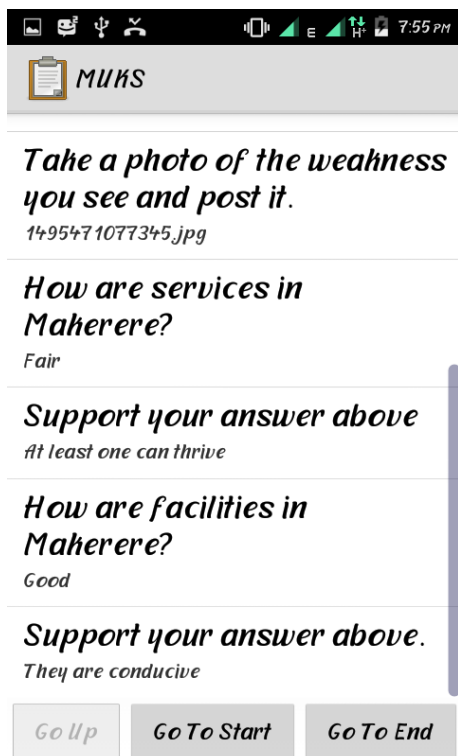 E H+ 7:55 PM
MUKS
Take a photo of the weakness
you see and post it.
1495471077345.jpg
How are services in
Makerere?
Fair
Support your answer above
At least one can thrive
How are facilities in
Makerere?
Good
Support your answer above.
They are conducive
Go Up Go To Start Go To End